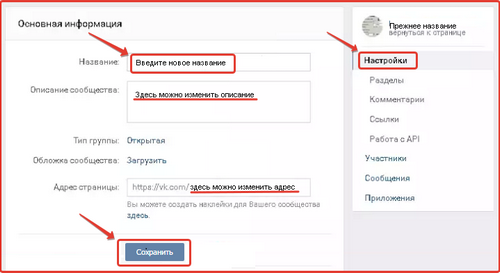 Основная информация
Название: Введите новое название
Описание сообщества: Здесь можно изменить описание
Тип группы: Открытая
Обложка сообщества: Загрузить
Адрес страницы: https://vk.com/здесь можно изменить адрес
Вы можете создать наклейки для Вашего сообщества
здесь.
Сохранить
Прежнее название
вернуться к странице
Настройки
Разделы
Комментарии
Ссылки
Работа с API
Участники
Сообщения
Приложения